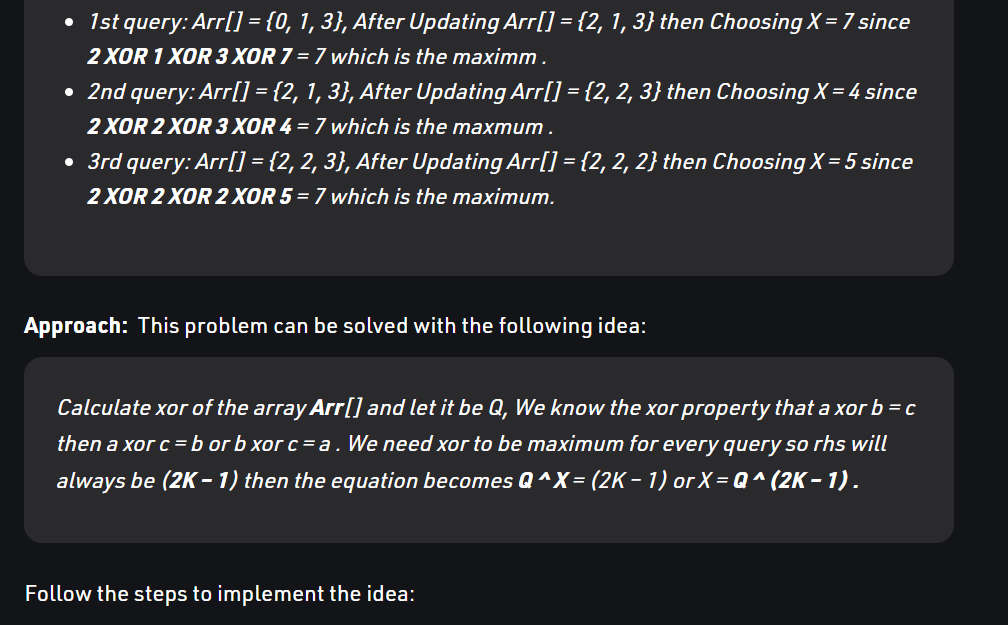 1st query: Arr[] = {0, 1, 3}, After Updating Arr[] = {2, 1, 3} then Choosing X = 7 since
2 XOR 1 XOR 3 XOR 7 = 7 which is the maximm .
2nd query: Arr[] = {2, 1, 3}, After Updating Arr[] = {2, 2, 3} then Choosing X = 4 since
2 XOR 2 XOR 3 XOR 4 = 7 which is the maxmum .
3rd query: Arr[] = {2, 2, 3}, After Updating Arr[] = {2, 2, 2} then Choosing X = 5 since
2 XOR 2 XOR 2 XOR 5 = 7 which is the maximum.
Approach: This problem can be solved with the following idea:
Calculate xor of the array Arr[] and let it be Q, We know the xor property that a xor b = c
then a xor c = b or b xor c = a . We need xor to be maximum for every query so rhs will
always be (2K – 1) then the equation becomes Q ^ X = (2K – 1) or X = Q ^ (2K – 1) .
Follow the steps to implement the idea: